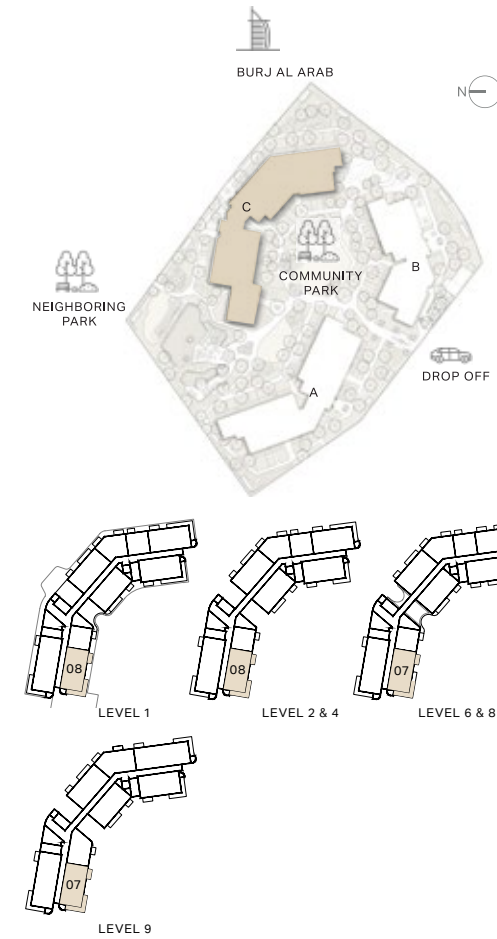 BURJ AL ARAB
N
C
COMMUNITY
PARK
B
NEIGHBORING
PARK
DROP OFF
A
08
08
07
LEVEL 1
LEVEL 2 & 4
LEVEL 6 & 8
07
LEVEL 9